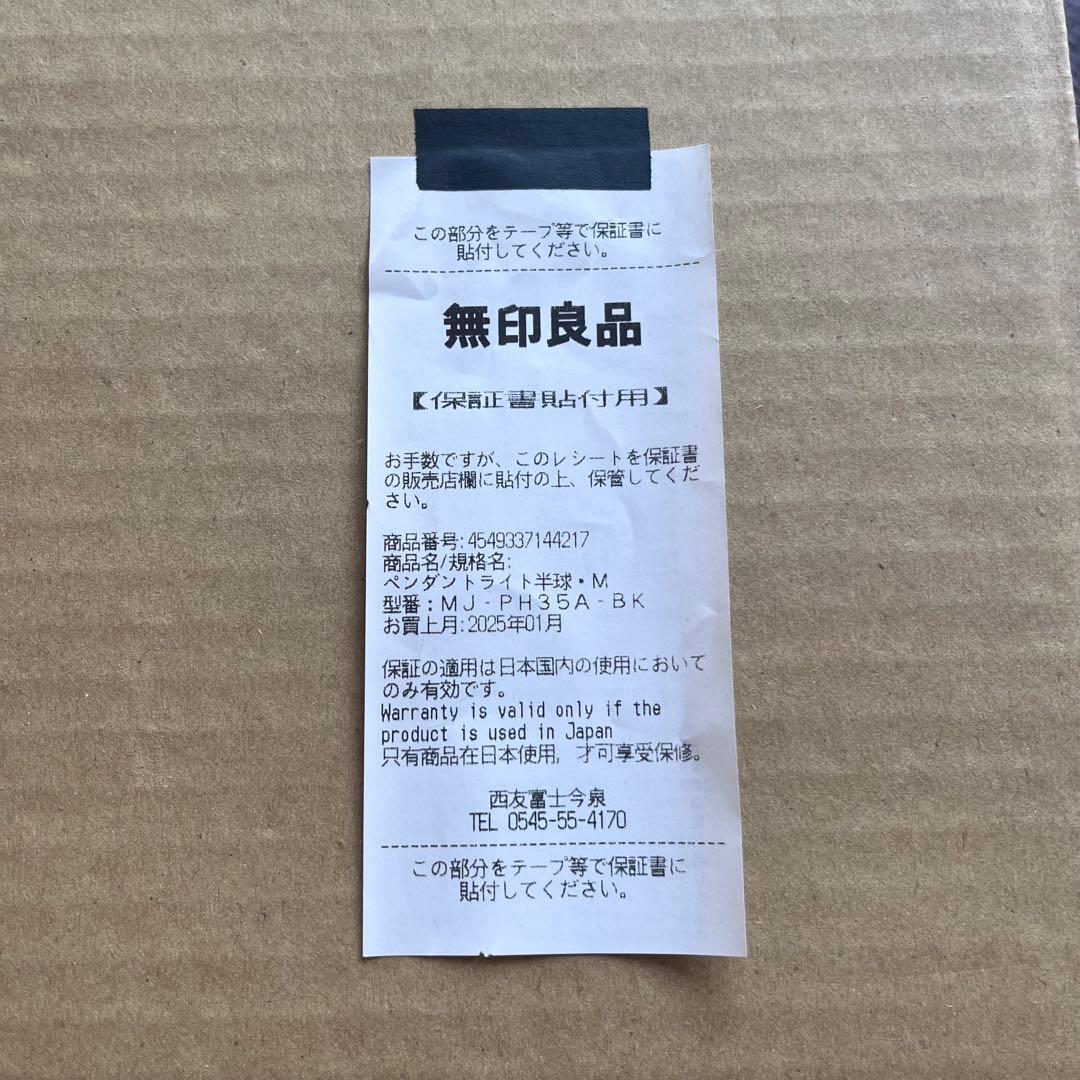 この部分をテープ等で保証書に
貼付してください。
無印良品
【保証書貼付用】
お手数ですが、このレシートを保証書
の販売店欄に貼付の上、保管してくだ
さい。
商品番号:4549337144217
商品名/規格名:
ペンダントライト半球・M
型番：MJ-PH35A-BK
お買上月:2025年01月
保証の適用は日本国内の使用において
のみ有効です。
Warranty is valid only if the
product is used in Japan
只有商品在日本使用，才可享受保修。
西友富士今泉
TEL 0545-55-4170
この部分をテープ等で保証書に
貼付してください。